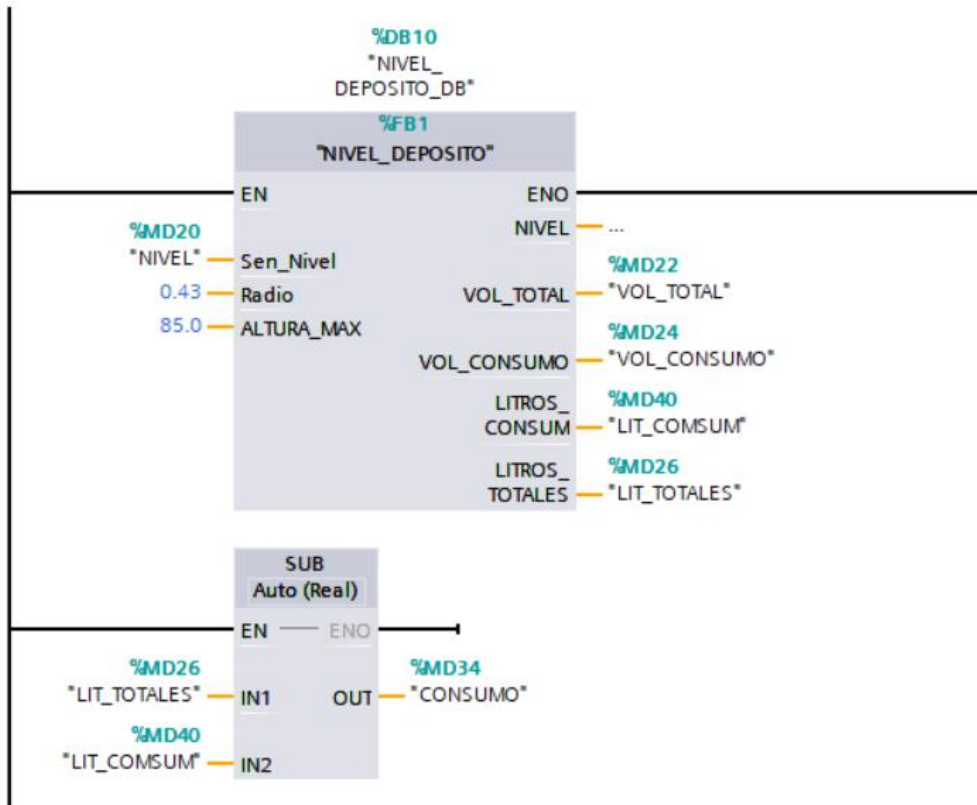 %DB10
"NIVEL_
DEPOSITO_DB"
%FB1
"NIVEL_DEPOSITO"
EN ENO
NIVEL ...
%MD20
"NIVEL" Sen_Nivel
%MD22
0.43 Radio VOL_TOTAL "VOL_TOTAL"
85.0 ALTURA_MAX
%MD24
VOL_CONSUMO "VOL_CONSUMO"
LITROS_ %MD40
CONSUM "LIT_COMSUM"
LITROS_ %MD26
TOTALES "LIT_TOTALES"
SUB
Auto (Real)
EN ENO
%MD26 %MD34
"LIT_TOTALES" IN1 OUT "CONSUMO"
%MD40
"LIT_COMSUM" IN2